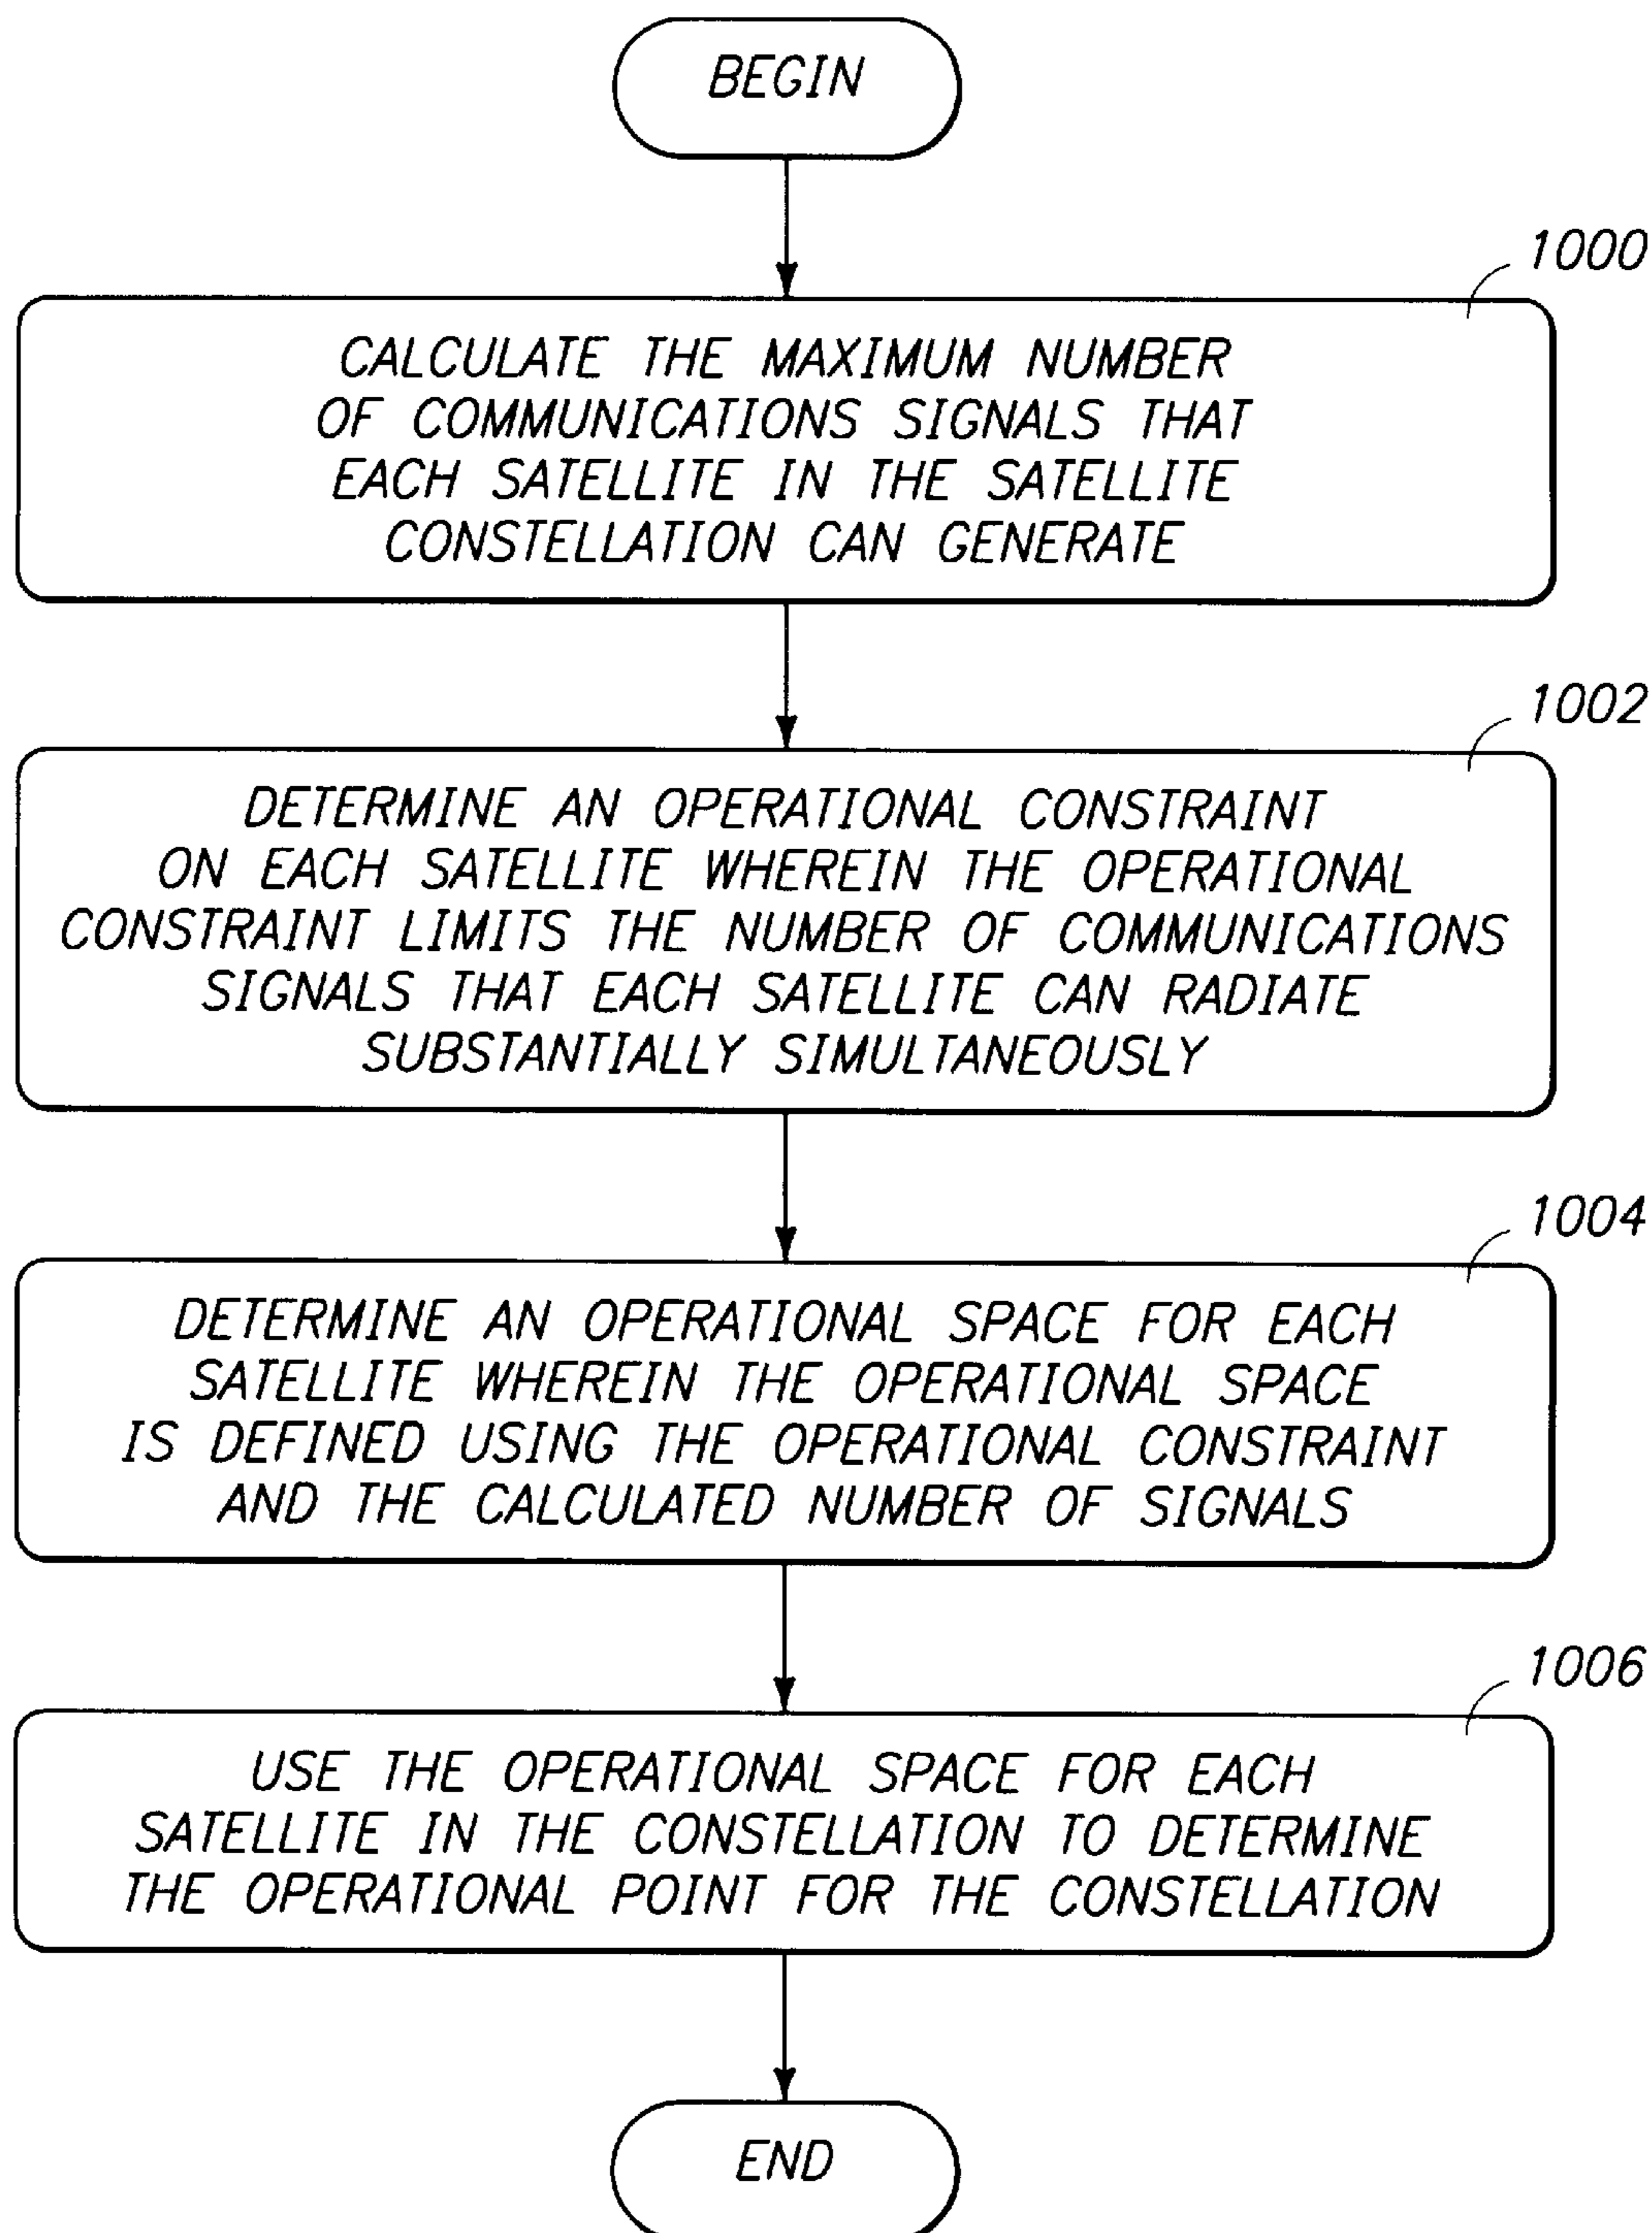 BEGIN
1000
CALCULATE THE MAXIMUM NUMBER
OF COMMUNICATIONS SIGNALS THAT
EACH SATELLITE IN THE SATELLITE
CONSTELLATION CAN GENERATE
1002
DETERMINE AN OPERATIONAL CONSTRAINT
ON EACH SATELLITE WHEREIN THE OPERATIONAL
CONSTRAINT LIMITS THE NUMBER OF COMMUNICATIONS
SIGNALS THAT EACH SATELLITE CAN RADIATE
SUBSTANTIALLY SIMULTANEOUSLY
1004
DETERMINE AN OPERATIONAL SPACE FOR EACH
SATELLITE WHEREIN THE OPERATIONAL SPACE
IS DEFINED USING THE OPERATIONAL CONSTRAINT
AND THE CALCULATED NUMBER OF SIGNALS
1006
USE THE OPERATIONAL SPACE FOR EACH
SATELLITE IN THE CONSTELLATION TO DETERMINE
THE OPERATIONAL POINT FOR THE CONSTELLATION
END